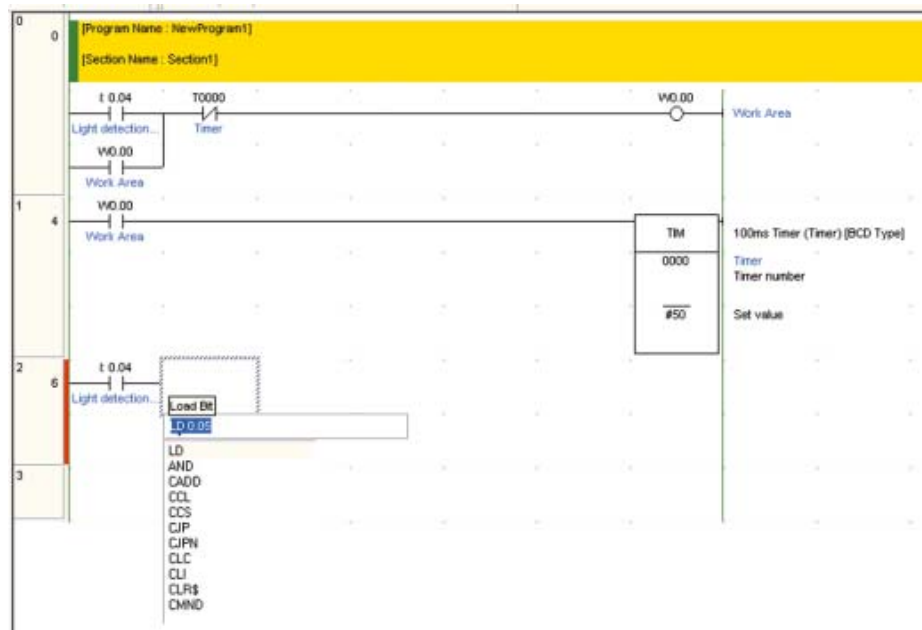 0
0 [Program Name : NewProgram1]
[Section Name : Section1]
I: 0.04 T0000 W0.00
Work Area
Light detection... Timer
W0.00
Work Area
1
4 W0.00
Work Area
TIM 100ms Timer (Timer) [BCD Type]
0000 Timer
Timer number
#50 Set value
2
6 I: 0.04
Light detection...
Load Bit
LD 0.05
LD
AND
CADD
CCL
CCS
CJP
CJPN
CLC
CLI
CLR$
CMND
3